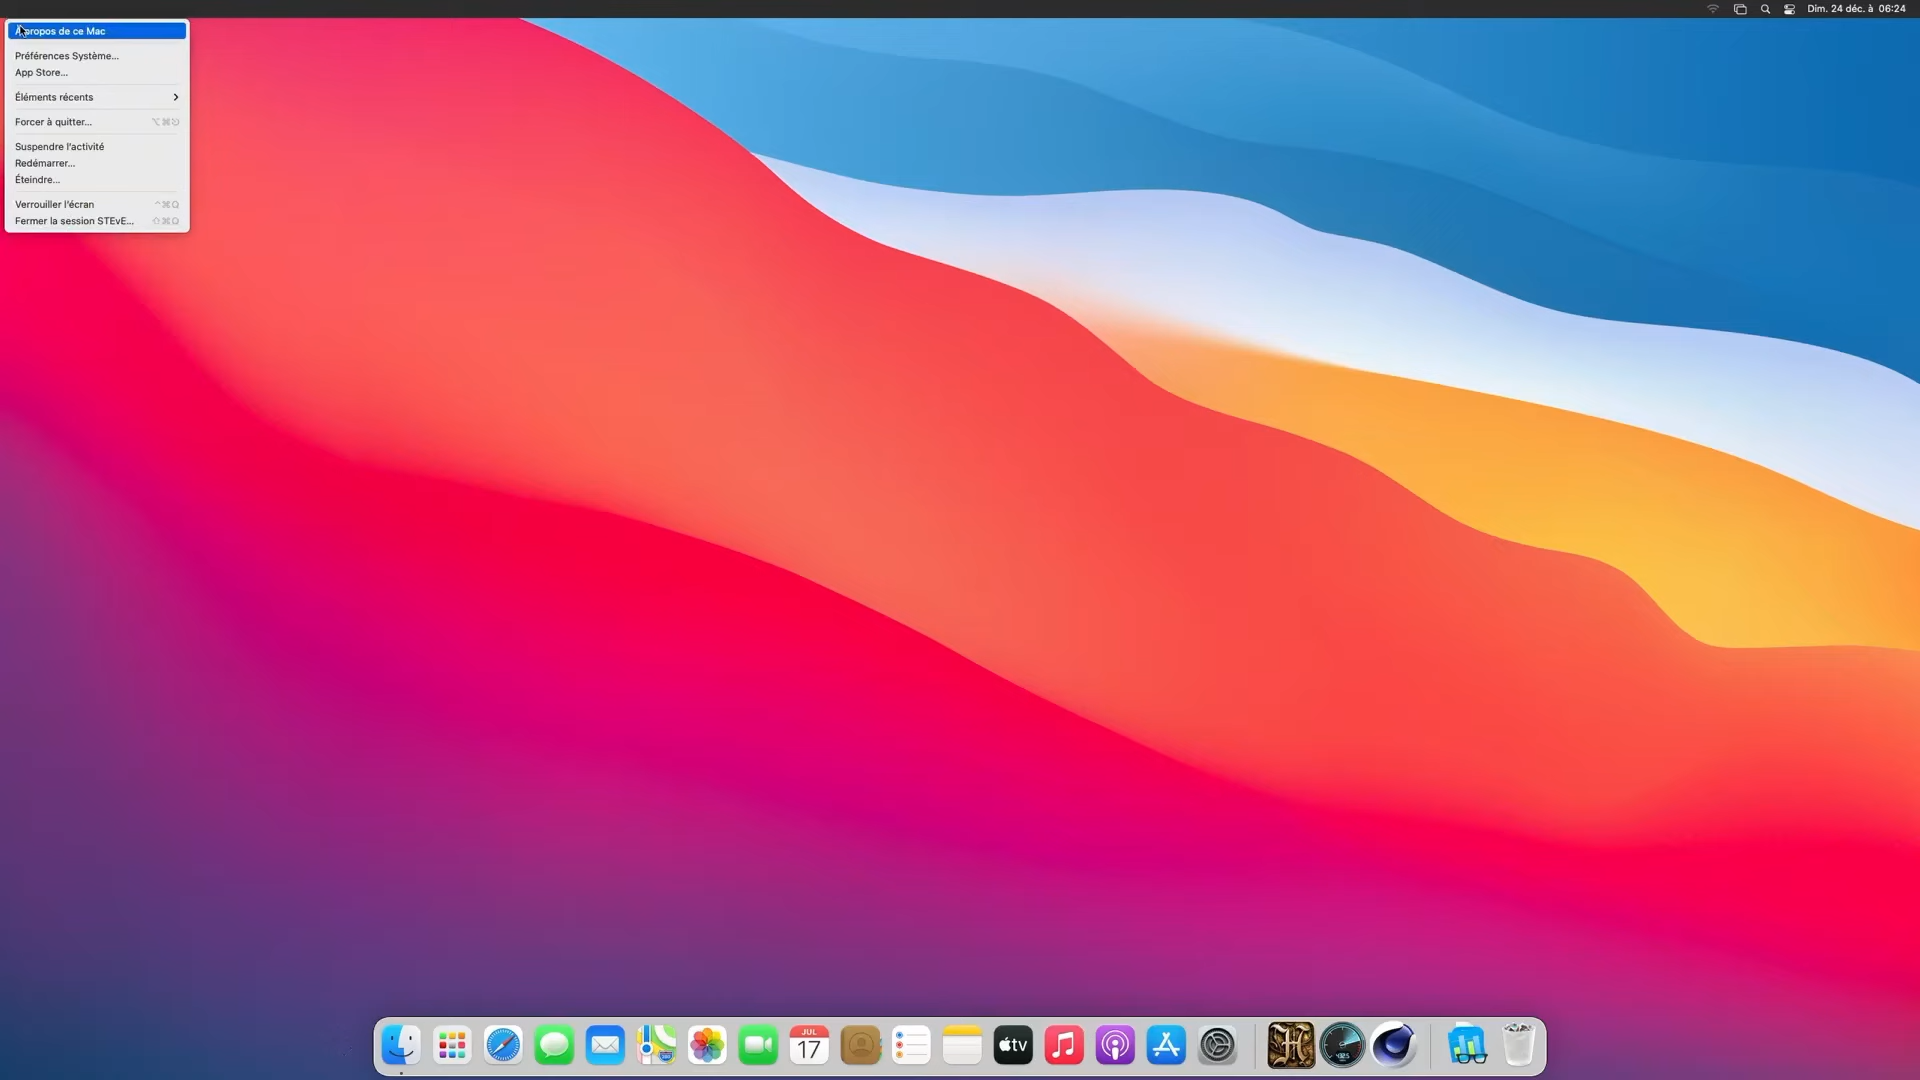 Dim. 24 déc. à 06:24
À propos de ce Mac
Préférences Système...
App Store...
Éléments récents
Forcer à quitter...
Suspendre l'activité
Redémarrer...
Éteindre...
Verrouiller l'écran ^⌘Q
Fermer la session STEvE... ⇧⌘Q
JUL
17
tv